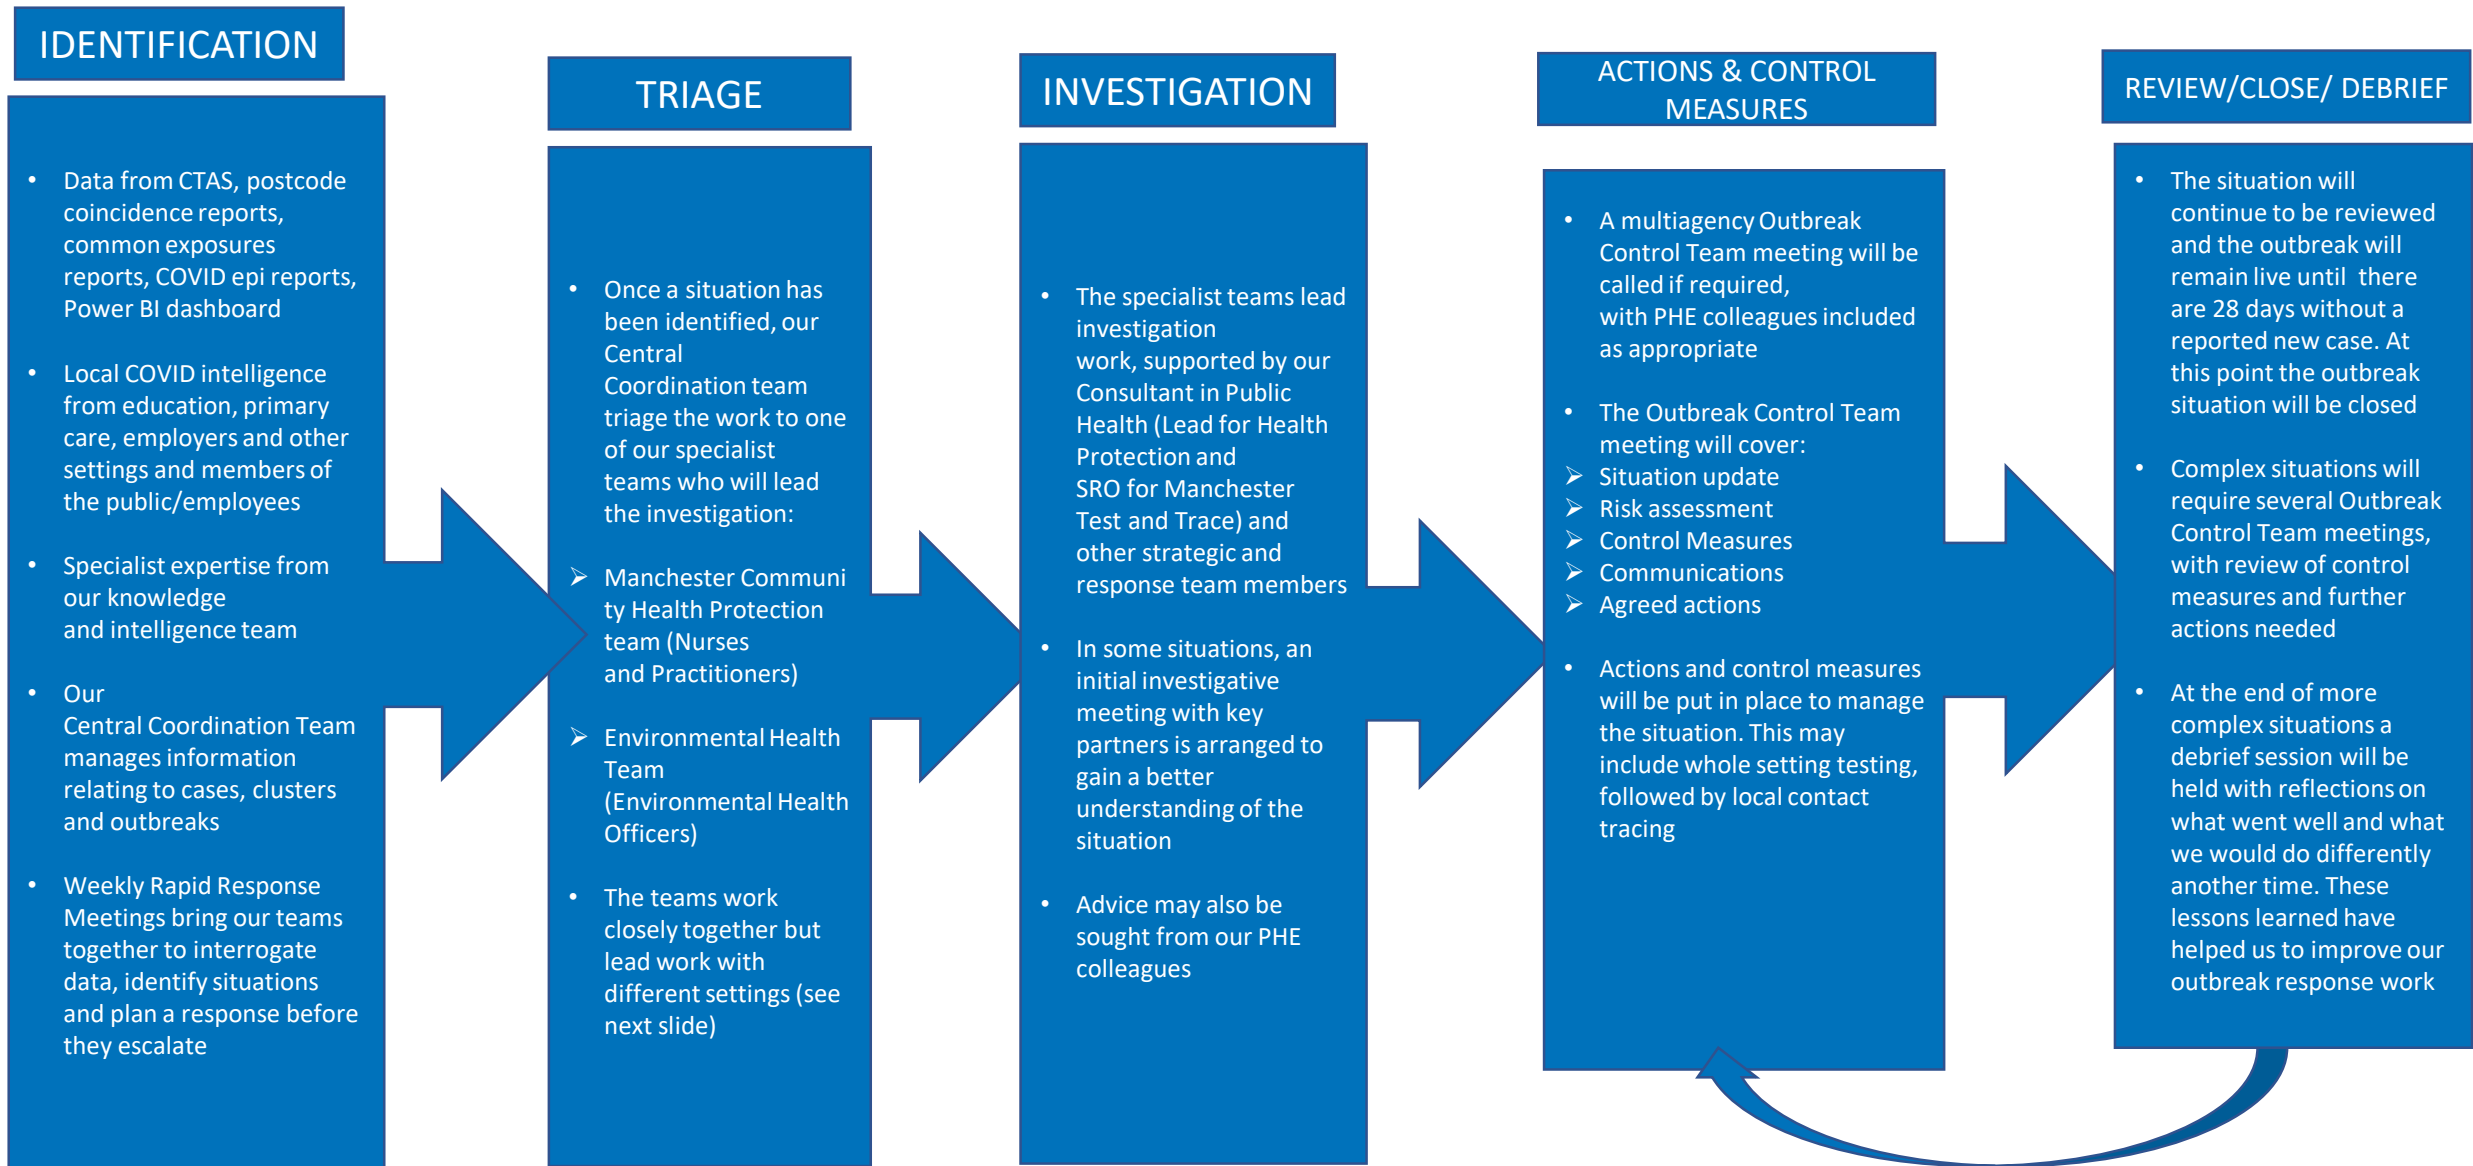 IDENTIFICATION
• Data from CTAS, postcode
coincidence reports,
common exposures
reports, COVID epi reports,
Power BI dashboard
• Local COVID intelligence
from education, primary
care, employers and other
settings and members of
the public/employees
• Specialist expertise from
our knowledge
and intelligence team
• Our
Central Coordination Team
manages information
relating to cases, clusters
and outbreaks
• Weekly Rapid Response
Meetings bring our teams
together to interrogate
data, identify situations
and plan a response before
they escalate
TRIAGE
• Once a situation has
been identified, our
Central
Coordination team
triage the work to one
of our specialist
teams who will lead
the investigation:
➢ Manchester Communi
ty Health Protection
team (Nurses
and Practitioners)
➢ Environmental Health
Team
(Environmental Health
Officers)
• The teams work
closely together but
lead work with
different settings (see
next slide)
INVESTIGATION
• The specialist teams lead
investigation
work, supported by our
Consultant in Public
Health (Lead for Health
Protection and
SRO for Manchester
Test and Trace) and
other strategic and
response team members
• In some situations, an
initial investigative
meeting with key
partners is arranged to
gain a better
understanding of the
situation
• Advice may also be
sought from our PHE
colleagues
ACTIONS & CONTROL
MEASURES
• A multiagency Outbreak
Control Team meeting will be
called if required,
with PHE colleagues included
as appropriate
• The Outbreak Control Team
meeting will cover:
➢ Situation update
➢ Risk assessment
➢ Control Measures
➢ Communications
➢ Agreed actions
• Actions and control measures
will be put in place to manage
the situation. This may
include whole setting testing,
followed by local contact
tracing
REVIEW/CLOSE/ DEBRIEF
• The situation will
continue to be reviewed
and the outbreak will
remain live until there
are 28 days without a
reported new case. At
this point the outbreak
situation will be closed
• Complex situations will
require several Outbreak
Control Team meetings,
with review of control
measures and further
actions needed
• At the end of more
complex situations a
debrief session will be
held with reflections on
what went well and what
we would do differently
another time. These
lessons learned have
helped us to improve our
outbreak response work